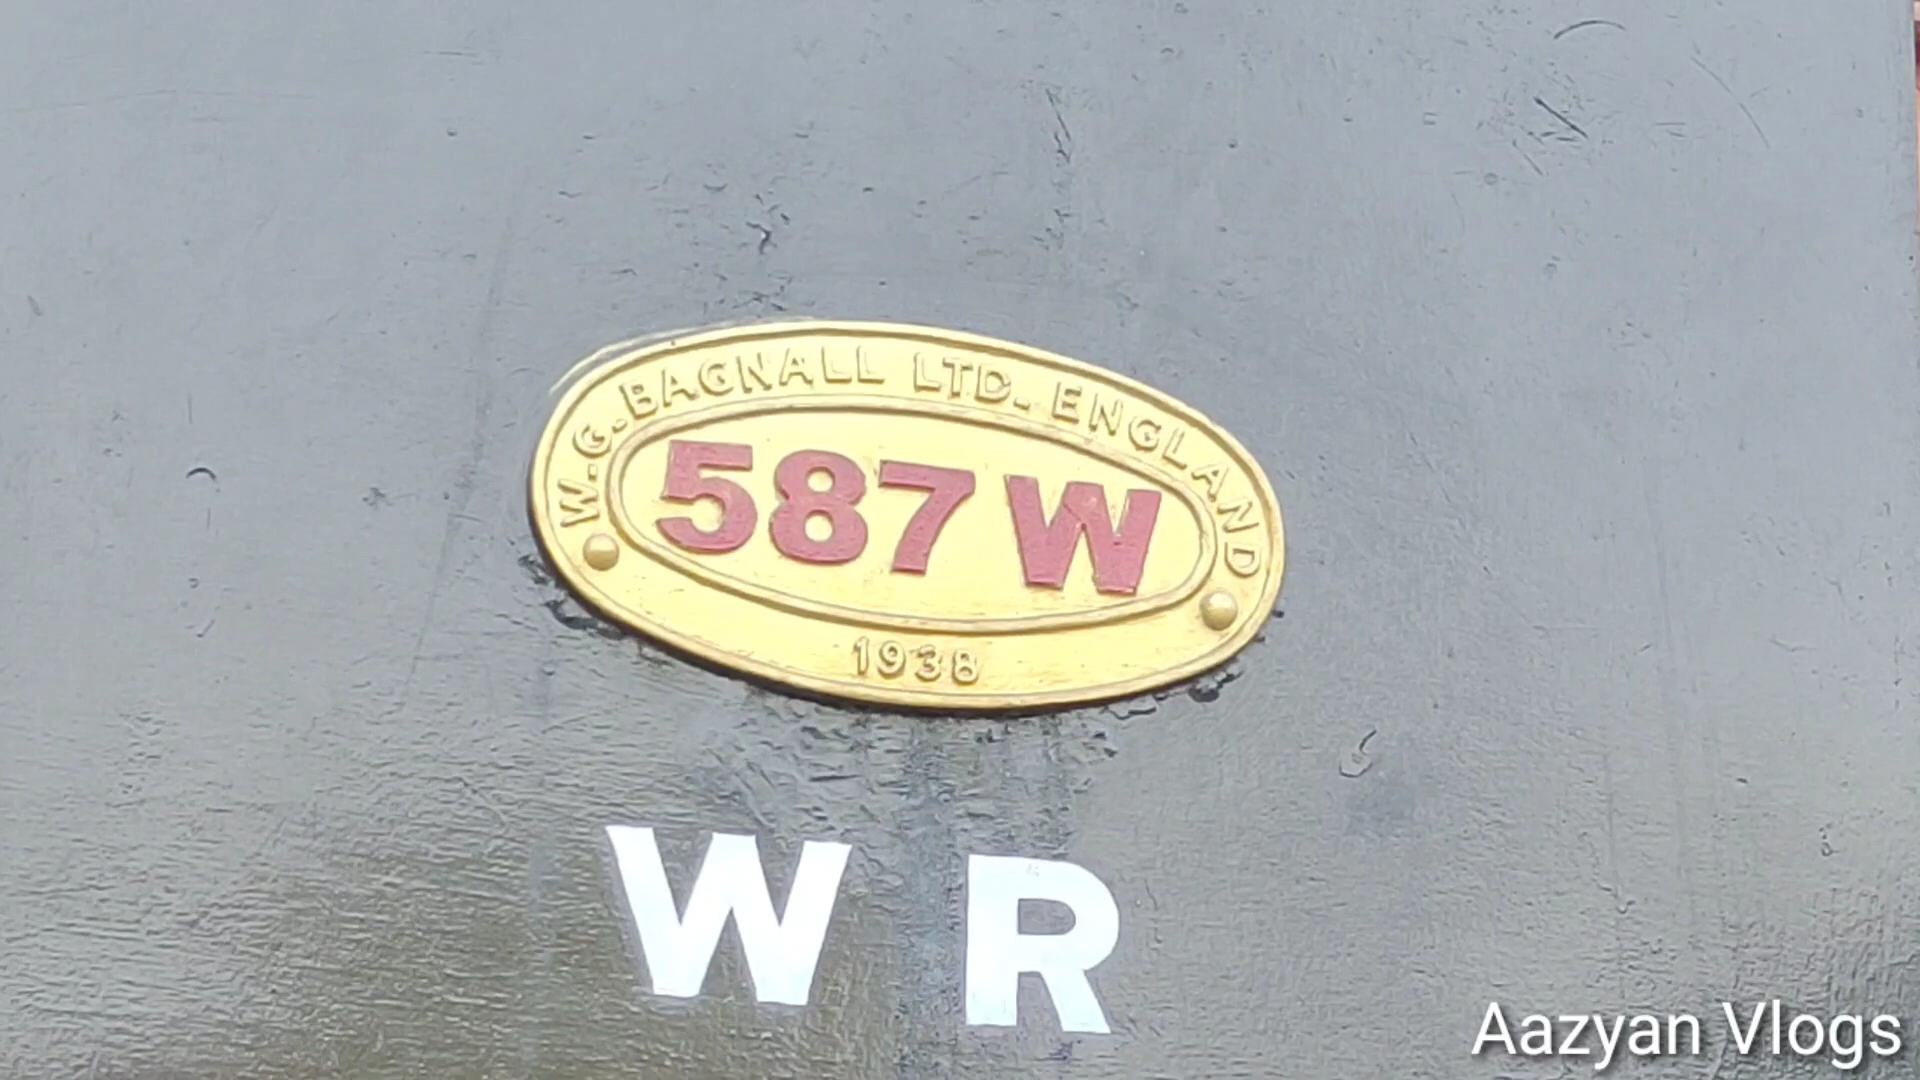 W.G.BAGNALL LTD. ENGLAND
587 W
1938
W R
Aazyan Vlogs